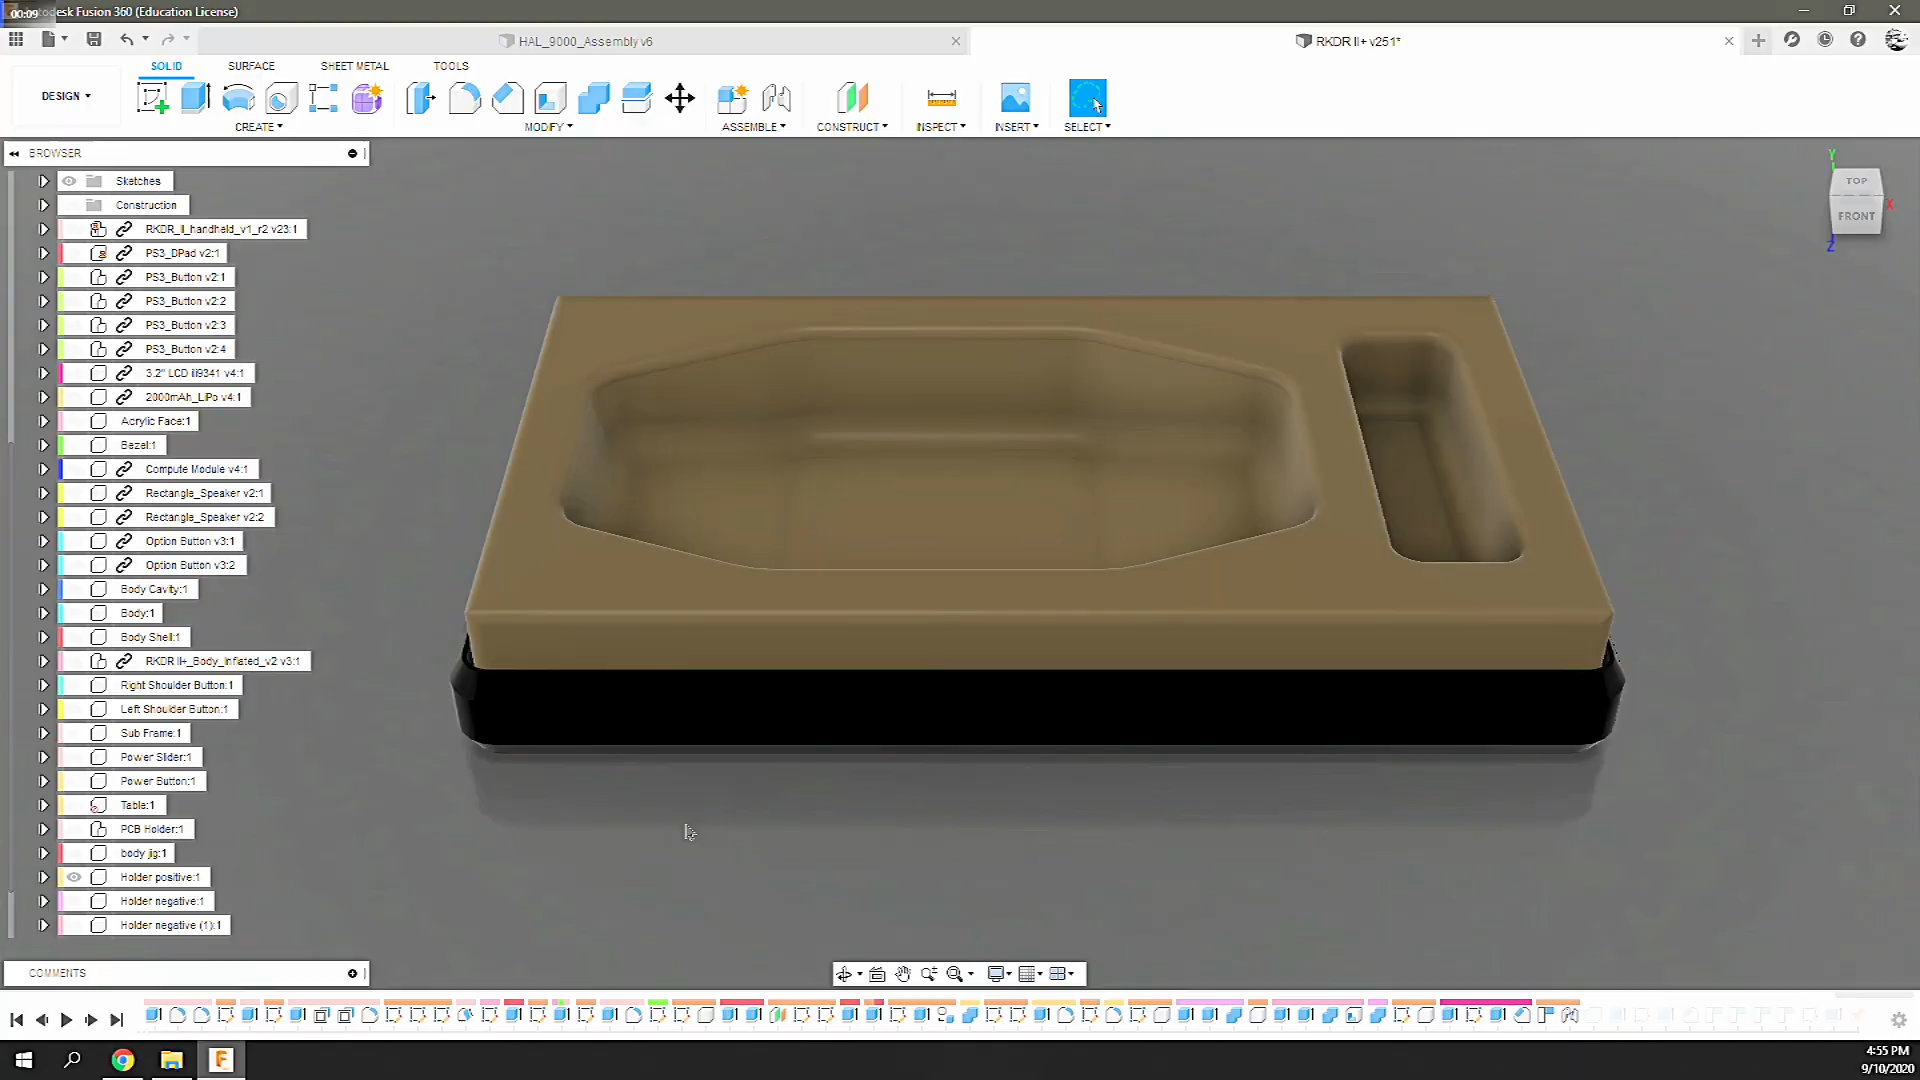 00:09
desk Fusion 360 (Education License)
HAL_9000_Assembly v6
RKDR II+ v251*
SOLID
SURFACE
SHEET METAL
TOOLS
DESIGN
CREATE
MODIFY
ASSEMBLE
CONSTRUCT
INSPECT
INSERT
SELECT
BROWSER
Sketches
Construction
RKDR_II_handheld_v1_r2 v23:1
PS3_DPad v2:1
PS3_Button v2:1
PS3_Button v2:2
PS3_Button v2:3
PS3_Button v2:4
3.2" LCD ili9341 v4:1
2000mAh_LiPo v4:1
Acrylic Face:1
Bezel:1
Compute Module v4:1
Rectangle_Speaker v2:1
Rectangle_Speaker v2:2
Option Button v3:1
Option Button v3:2
Body Cavity:1
Body:1
Body Shell:1
RKDR II+_Body_Inflated_v2 v3:1
Right Shoulder Button:1
Left Shoulder Button:1
Sub Frame:1
Power Slider:1
Power Button:1
Table:1
PCB Holder:1
body jig:1
Holder positive:1
Holder negative:1
Holder negative (1):1
Y
TOP
X
FRONT
Z
COMMENTS
4:55 PM
9/10/2020